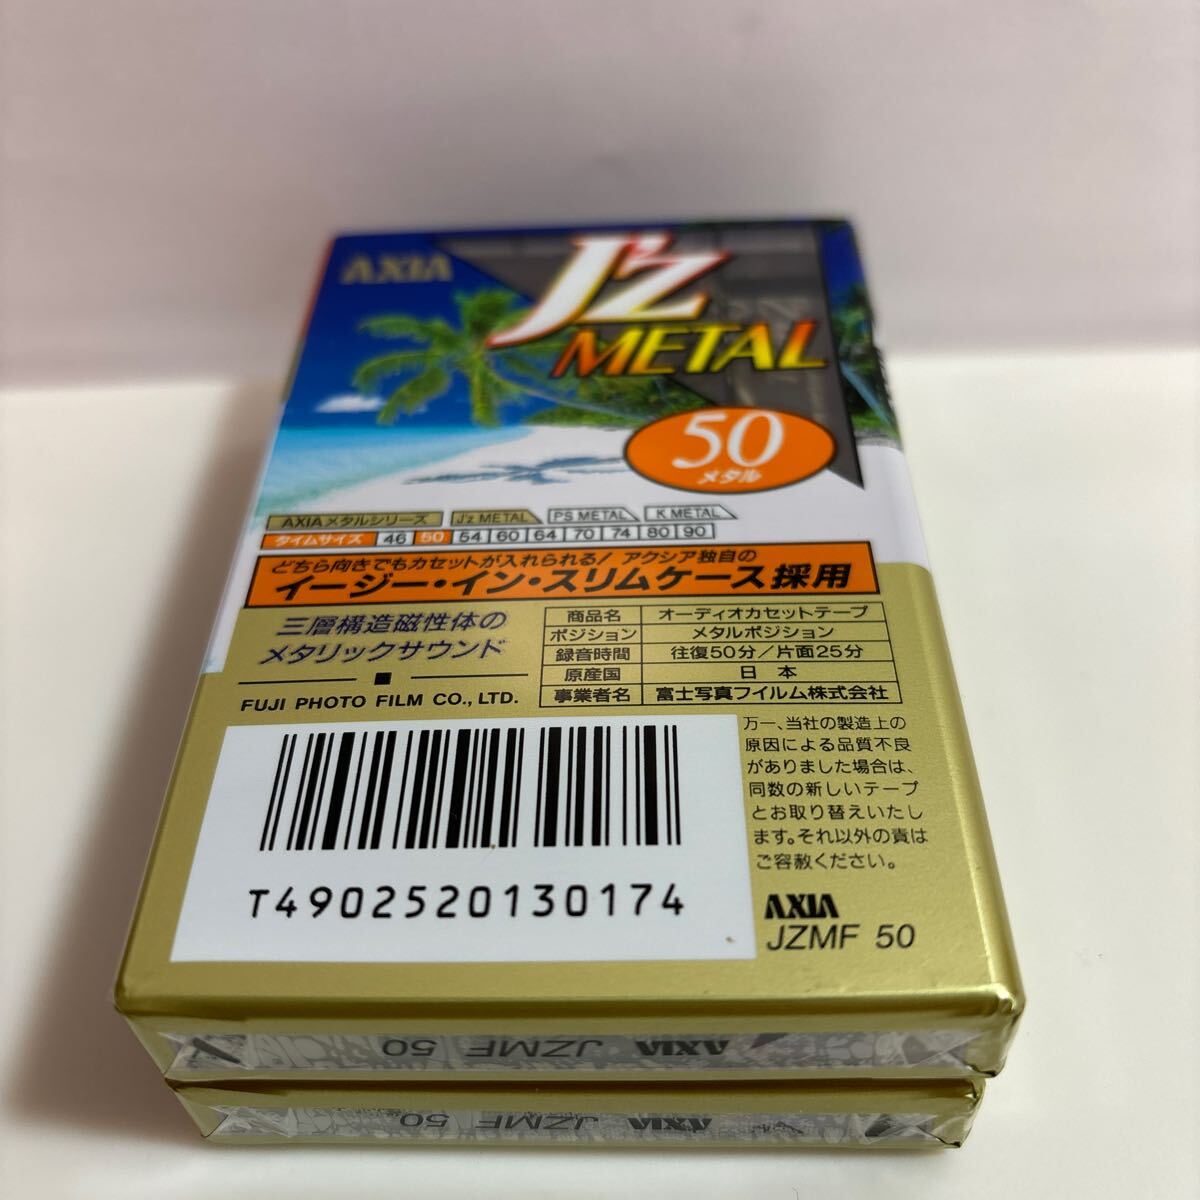 AXIA
J'z
METAL
50
メタル
AXIAメタルシリーズ J'z METAL PS METAL K METAL
タイムサイズ 46 50 54 60 64 70 74 80 90
どちら向きでもカセットが入れられる! アクシア独自の
イージー・イン・スリムケース採用
三層構造磁性体の
メタリックサウンド
FUJI PHOTO FILM CO., LTD.
商品名 オーディオカセットテープ
ポジション メタルポジション
録音時間 往復50分/片面25分
原産国 日本
事業者名 富士写真フイルム株式会社
万一、当社の製造上の
原因による品質不良
がありました場合は、
同数の新しいテープ
とお取り替えいたし
ます。それ以外の責は
ご容赦ください。
T4902520130174
AXIA
JZMF 50
AXIA JZMF 50
AXIA JZMF 50